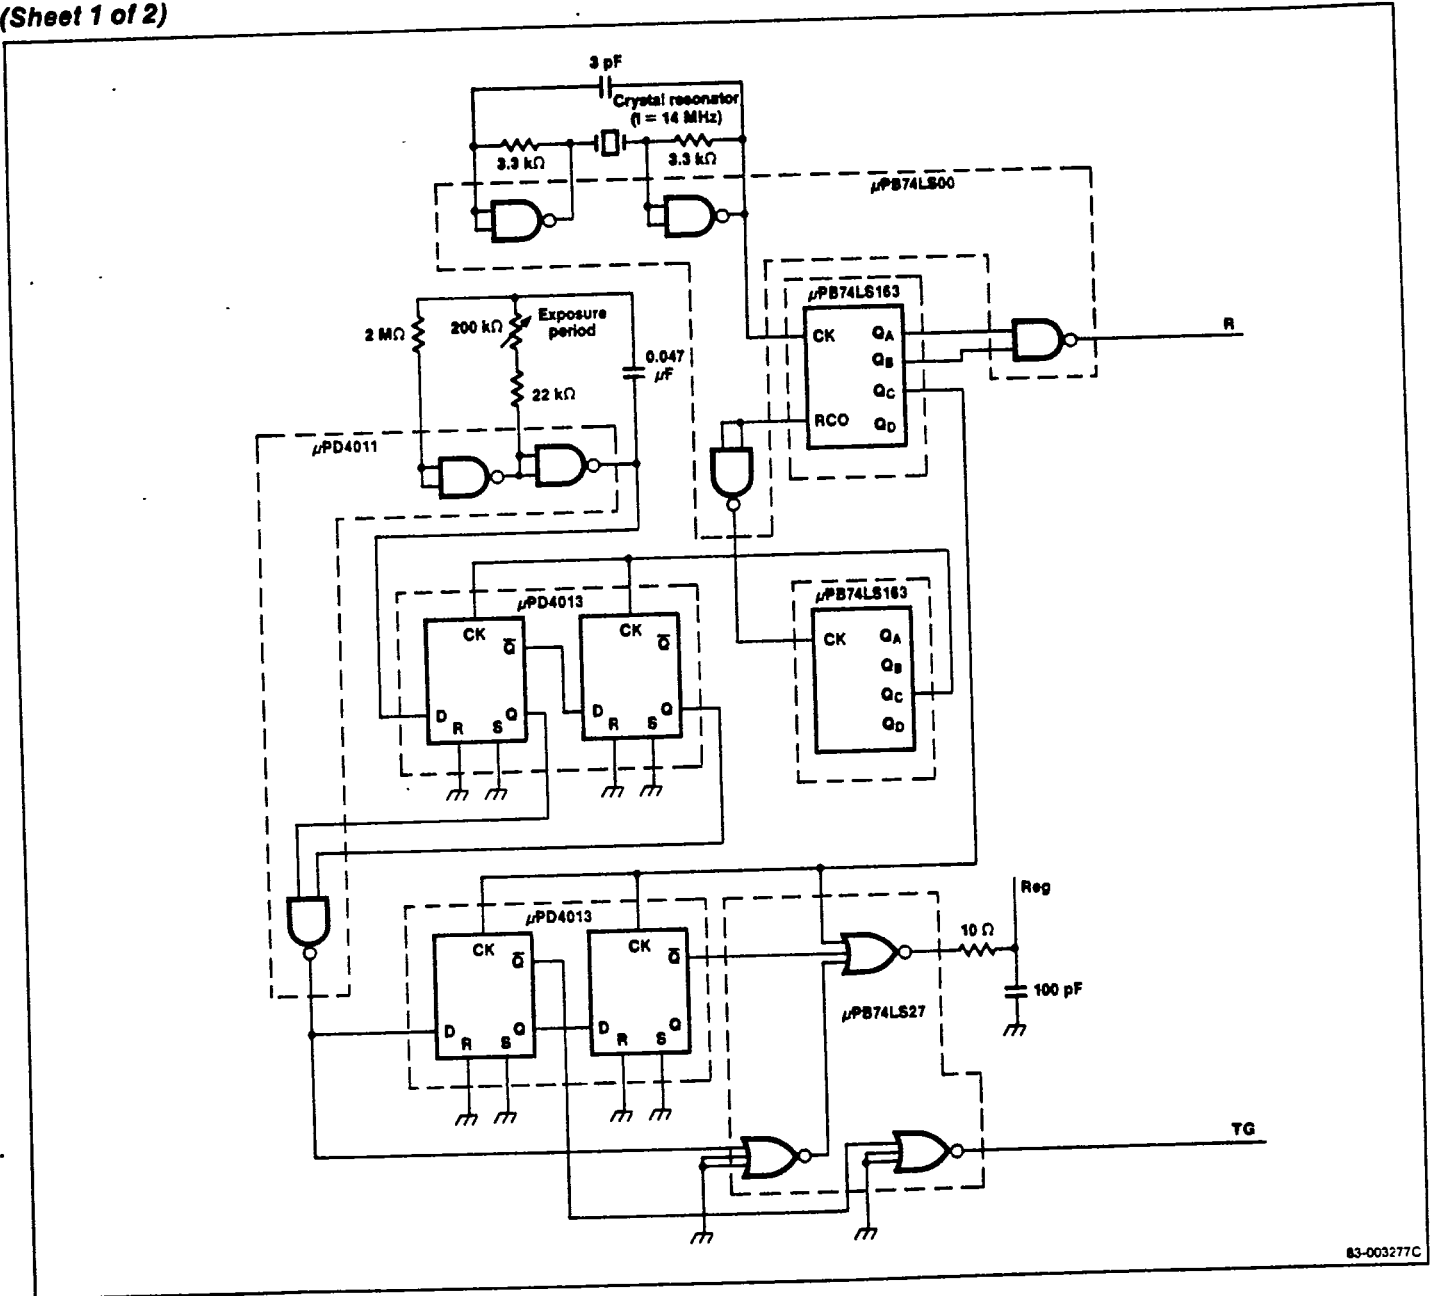 (Sheet 1 of 2)
3 pF
Crystal resonator
(f = 14 MHz)
3.3 kΩ
3.3 kΩ
μPB74LS00
μPB74LS163
2 MΩ
200 kΩ
Exposure
period
CK
QA
R
QB
0.047
μF
22 kΩ
QC
RCO
QD
μPD4011
μPD4013
μPB74LS163
CK
Q̅
CK
Q̅
CK
QA
QB
QC
D
Q
D
Q
R
S
R
S
QD
Reg
μPD4013
10 Ω
CK
Q̅
CK
Q̅
100 pF
μPB74LS27
D
Q
D
Q
R
S
R
S
TG
83-003277C